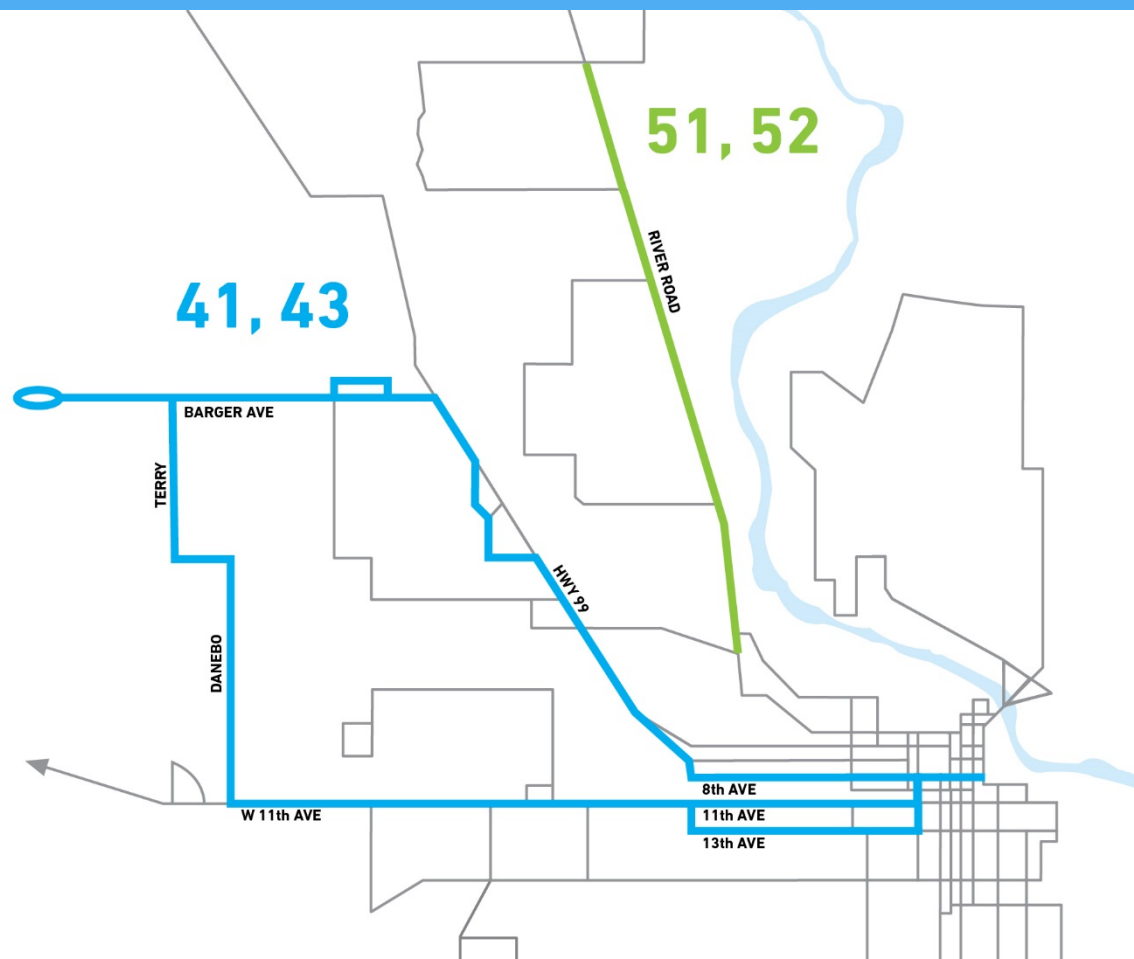 51, 52
RIVER ROAD
41, 43
BARGER AVE
TERRY
HWY 99
DANEBO
8th AVE
W 11th AVE
11th AVE
13th AVE